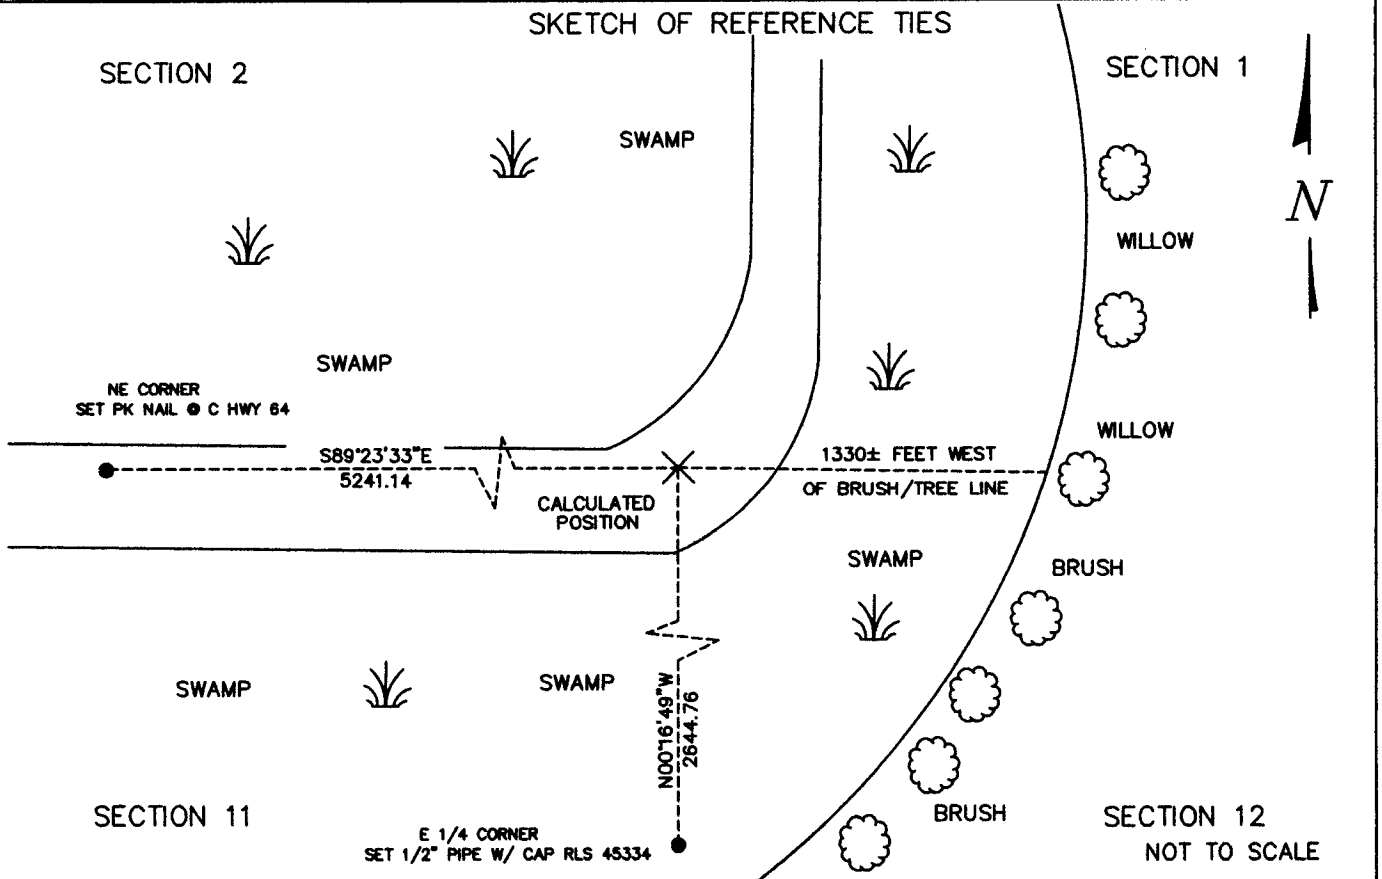 SKETCH OF REFERENCE TIES
SECTION 2
SECTION 1
SWAMP
N
WILLOW
SWAMP
NE CORNER
SET PK NAIL @ C HWY 64
WILLOW
S89°23'33"E
5241.14
1330± FEET WEST
OF BRUSH/TREE LINE
CALCULATED
POSITION
SWAMP
BRUSH
SWAMP
SWAMP
N00°16'49"W
2644.76
SECTION 11
BRUSH
SECTION 12
E 1/4 CORNER
SET 1/2" PIPE W/ CAP RLS 45334
NOT TO SCALE